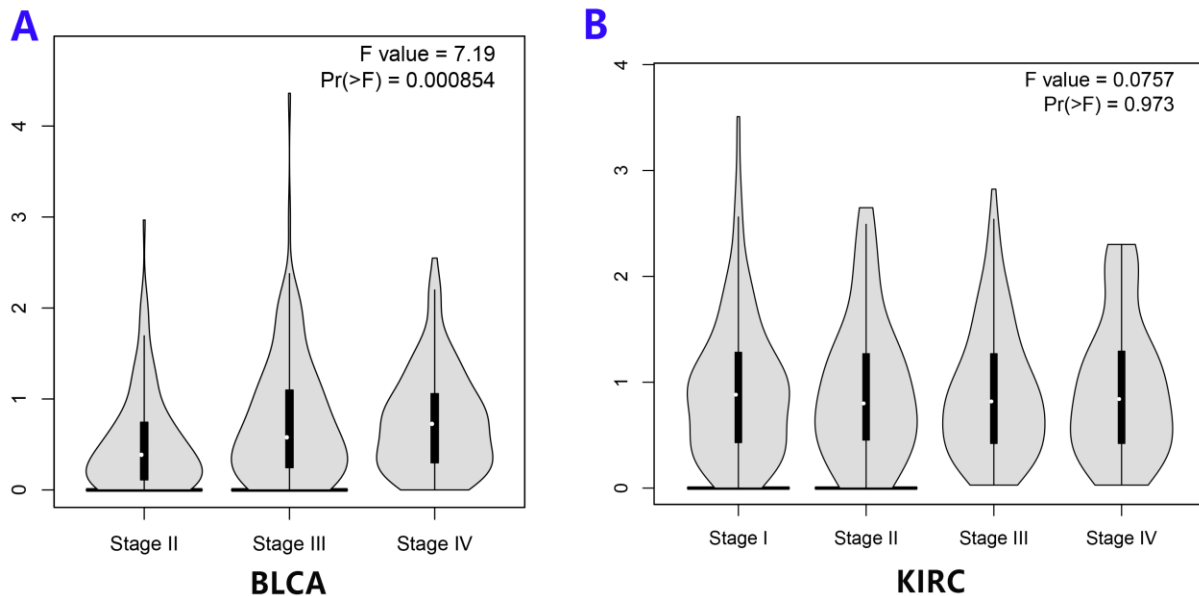 A
F value = 7.19
Pr(>F) = 0.000854
4
3
2
1
0
Stage II Stage III Stage IV
BLCA
B
F value = 0.0757
Pr(>F) = 0.973
4
3
2
1
0
Stage I Stage II Stage III Stage IV
KIRC